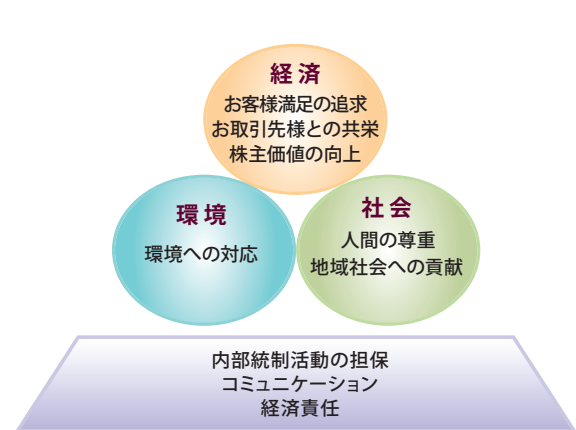 経済
お客様満足の追求
お取引先様との共栄
株主価値の向上
環境
環境への対応
社会
人間の尊重
地域社会への貢献
内部統制活動の担保
コミュニケーション
経済責任